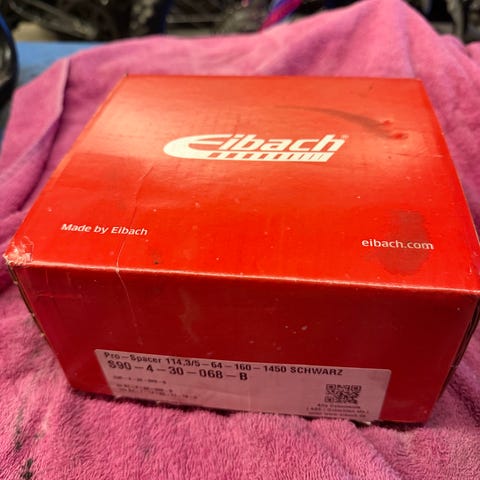 Eibach®
Made by Eibach
eibach.com
Pro-Spacer 114.3/5-64-160-1450 SCHWARZ
S90-4-30-068-B